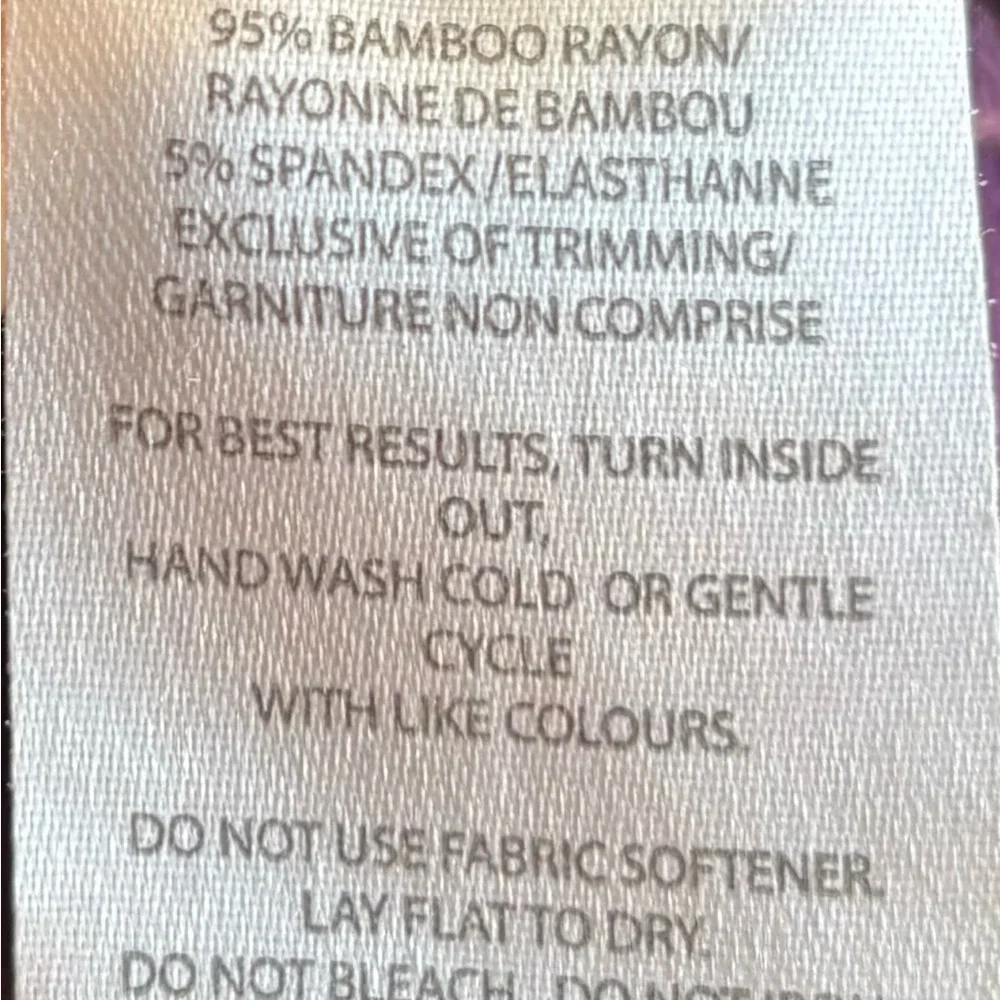 95% BAMBOO RAYON/
RAYONNE DE BAMBOU
5% SPANDEX/ELASTHANNE
EXCLUSIVE OF TRIMMING/
GARNITURE NON COMPRISE
FOR BEST RESULTS, TURN INSIDE
OUT,
HAND WASH COLD OR GENTLE
CYCLE
WITH LIKE COLOURS.
DO NOT USE FABRIC SOFTENER.
LAY FLAT TO DRY.
DO NOT BLEACH. DO NOT